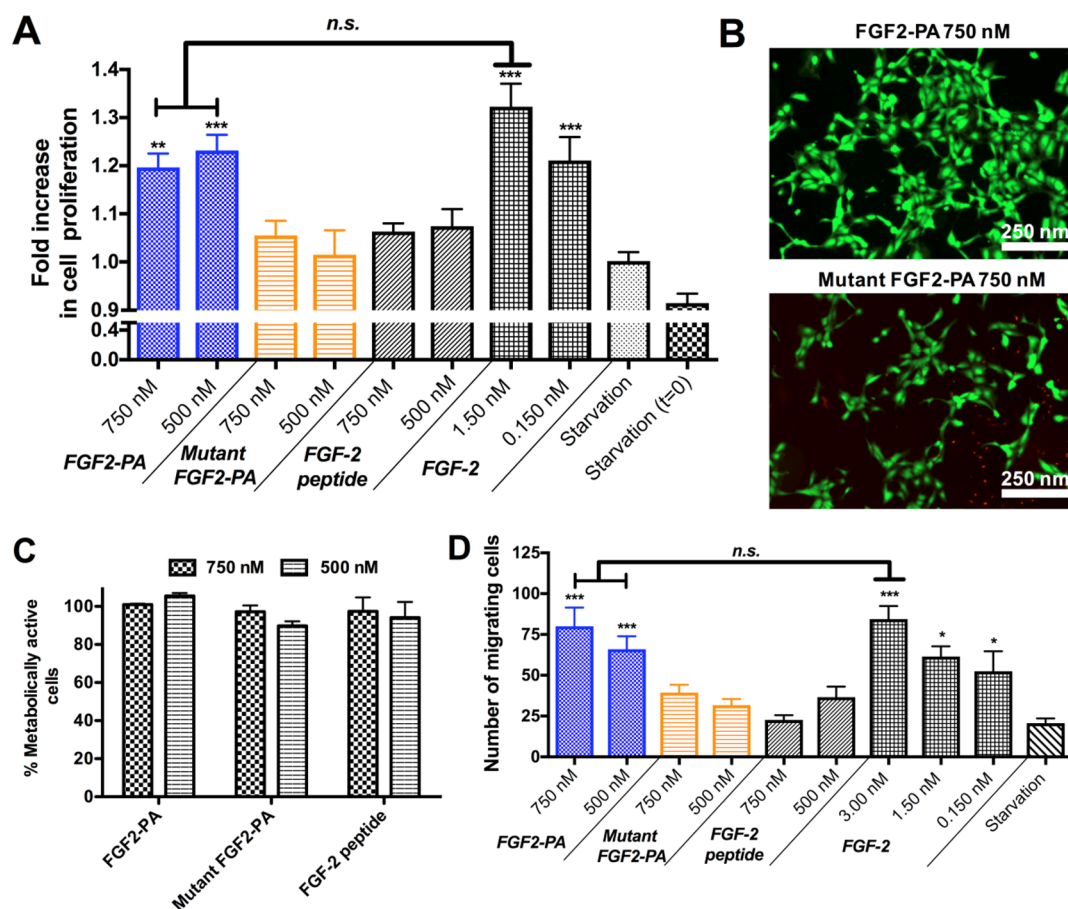 A
n.s.
Fold increase
in cell proliferation
1.4
1.3
1.2
1.1
1.0
0.9
0.4
0.0
**
***
***
***
750 nM
500 nM
750 nM
500 nM
750 nM
500 nM
1.50 nM
0.150 nM
Starvation
Starvation (t=0)
FGF2-PA
Mutant
FGF2-PA
FGF-2
peptide
FGF-2
B
FGF2-PA 750 nM
250 nm
Mutant FGF2-PA 750 nM
250 nm
C
750 nM
500 nM
% Metabolically active
cells
100
80
60
40
20
0
FGF2-PA
Mutant FGF2-PA
FGF-2 peptide
D
n.s.
Number of migrating cells
125
100
75
50
25
0
***
***
***
*
*
750 nM
500 nM
750 nM
500 nM
750 nM
500 nM
3.00 nM
1.50 nM
0.150 nM
Starvation
FGF2-PA
Mutant
FGF2-PA
FGF-2
peptide
FGF-2